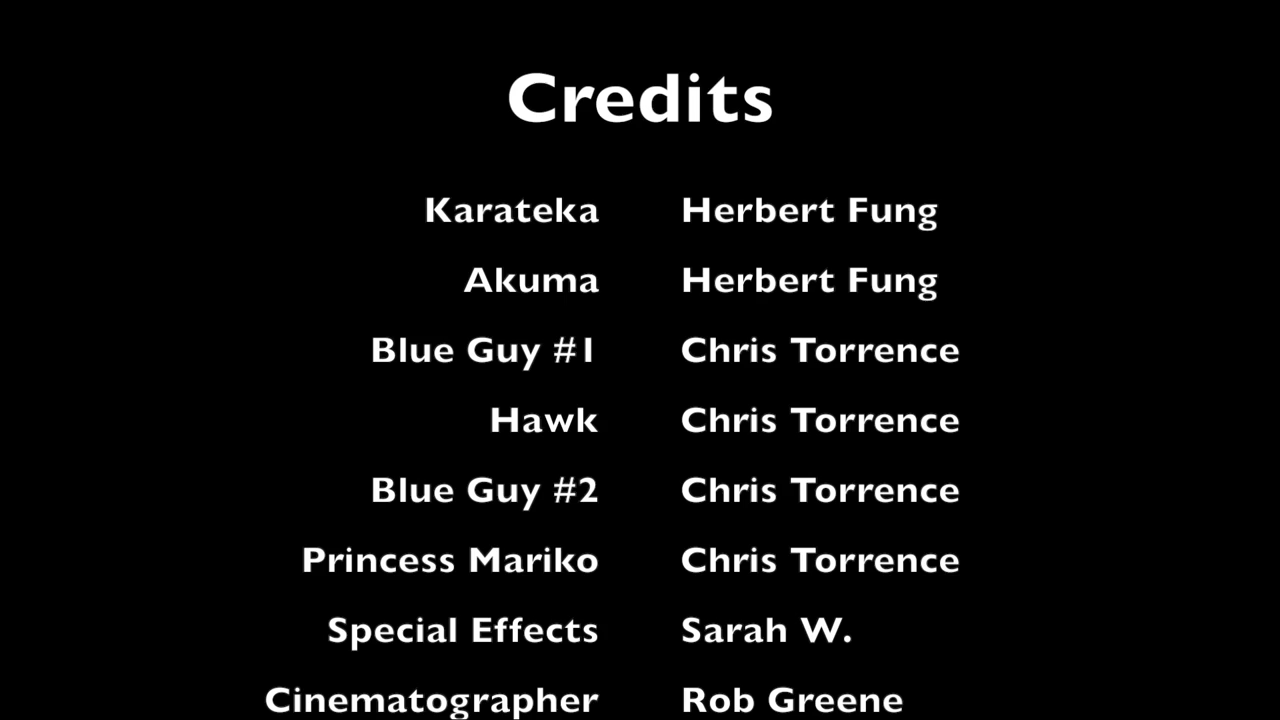 Credits
Karateka Herbert Fung
Akuma Herbert Fung
Blue Guy #1 Chris Torrence
Hawk Chris Torrence
Blue Guy #2 Chris Torrence
Princess Mariko Chris Torrence
Special Effects Sarah W.
Cinematographer Rob Greene